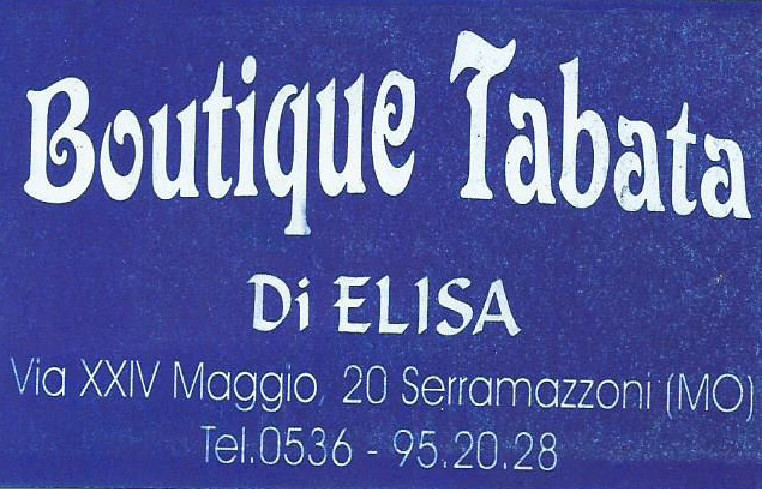 Boutique Tabata
Di ELISA
Via XXIV Maggio, 20 Serramazzoni (MO)
Tel.0536 - 95.20.28